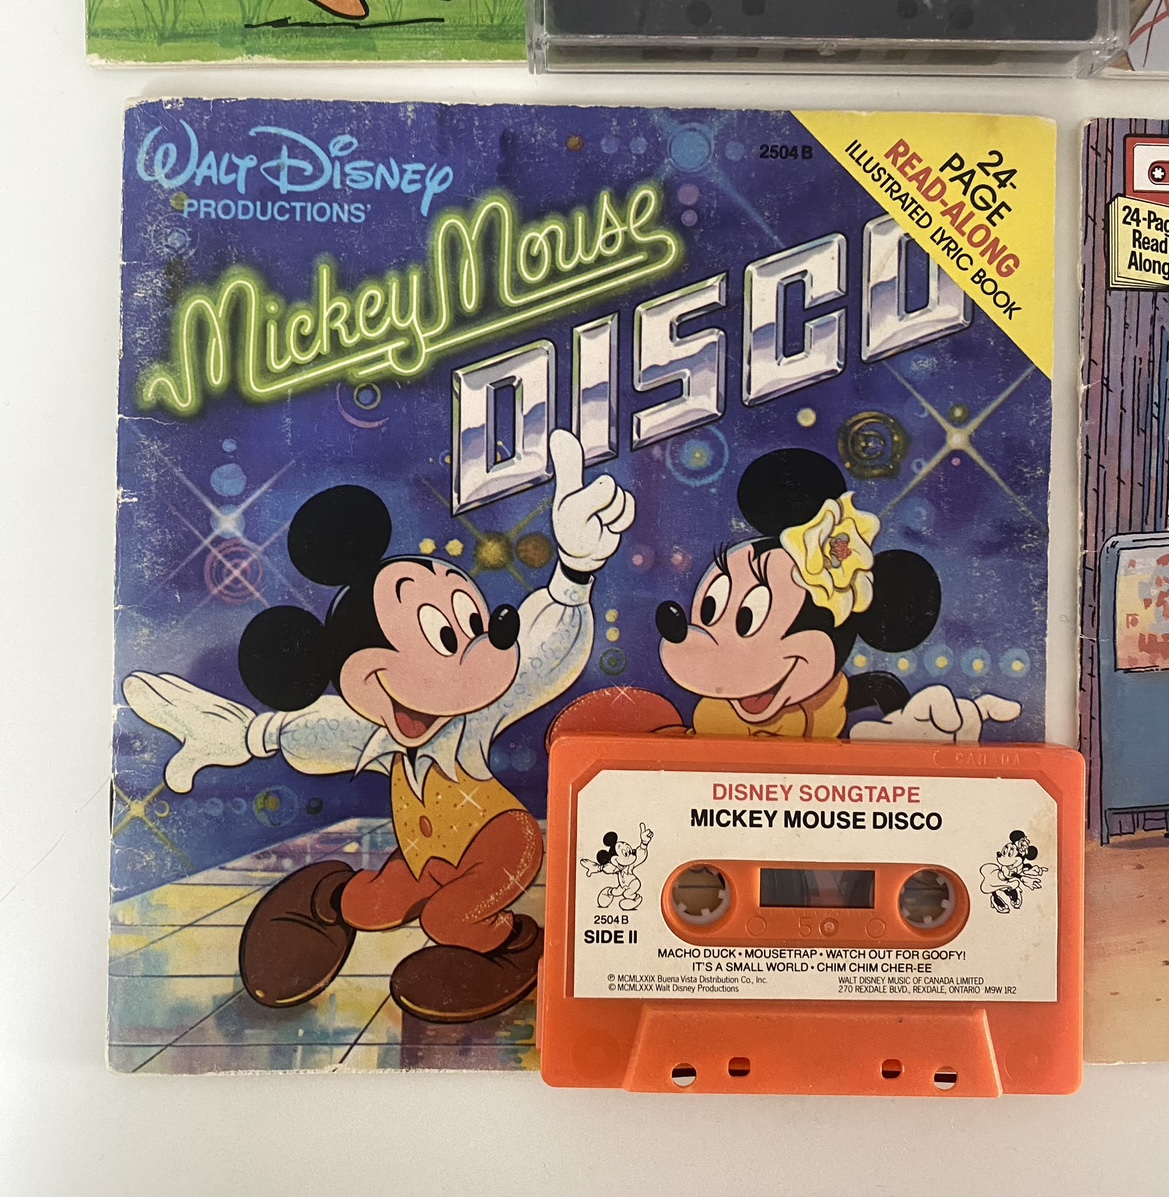 WALT DISNEY
PRODUCTIONS'
Mickey Mouse
DISCO
2504 B
24-
PAGE
READ-ALONG
ILLUSTRATED LYRIC BOOK
24-Pag
Read
Along
CANADA
DISNEY SONGTAPE
MICKEY MOUSE DISCO
2504 B
SIDE II
50
MACHO DUCK • MOUSETRAP • WATCH OUT FOR GOOFY!
IT'S A SMALL WORLD • CHIM CHIM CHER-EE
℗ MCMLXXIX Buena Vista Distribution Co., Inc.
© MCMLXXX Walt Disney Productions
WALT DISNEY MUSIC OF CANADA LIMITED
270 REXDALE BLVD., REXDALE, ONTARIO M9W 1R2